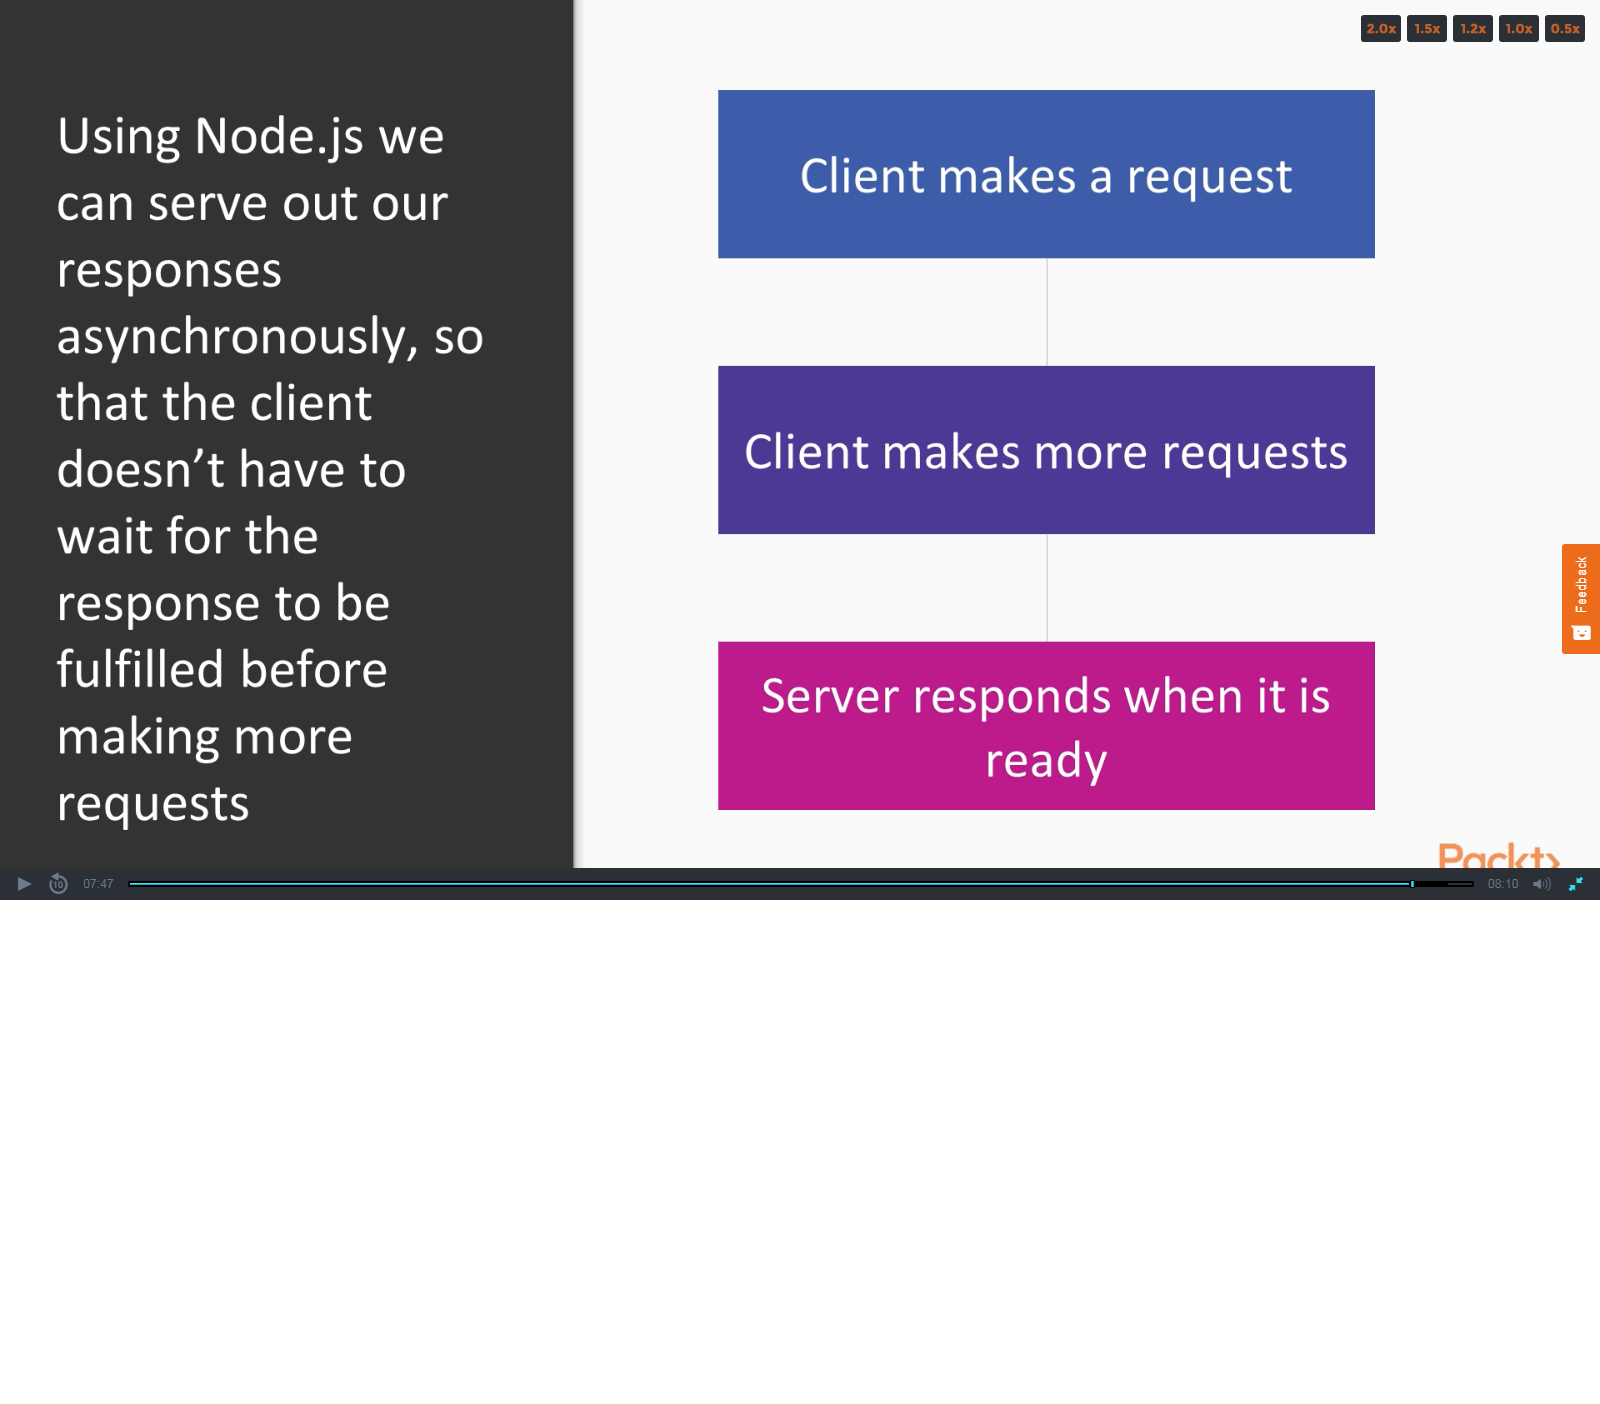 Using Node.js we
can serve out our
responses
asynchronously, so
that the client
doesn’t have to
wait for the
response to be
fulfilled before
making more
requests
2.0x 1.5x 1.2x 1.0x 0.5x
Client makes a request
Client makes more requests
Server responds when it is
ready
Feedback
Packt>
10 07:47 08:10